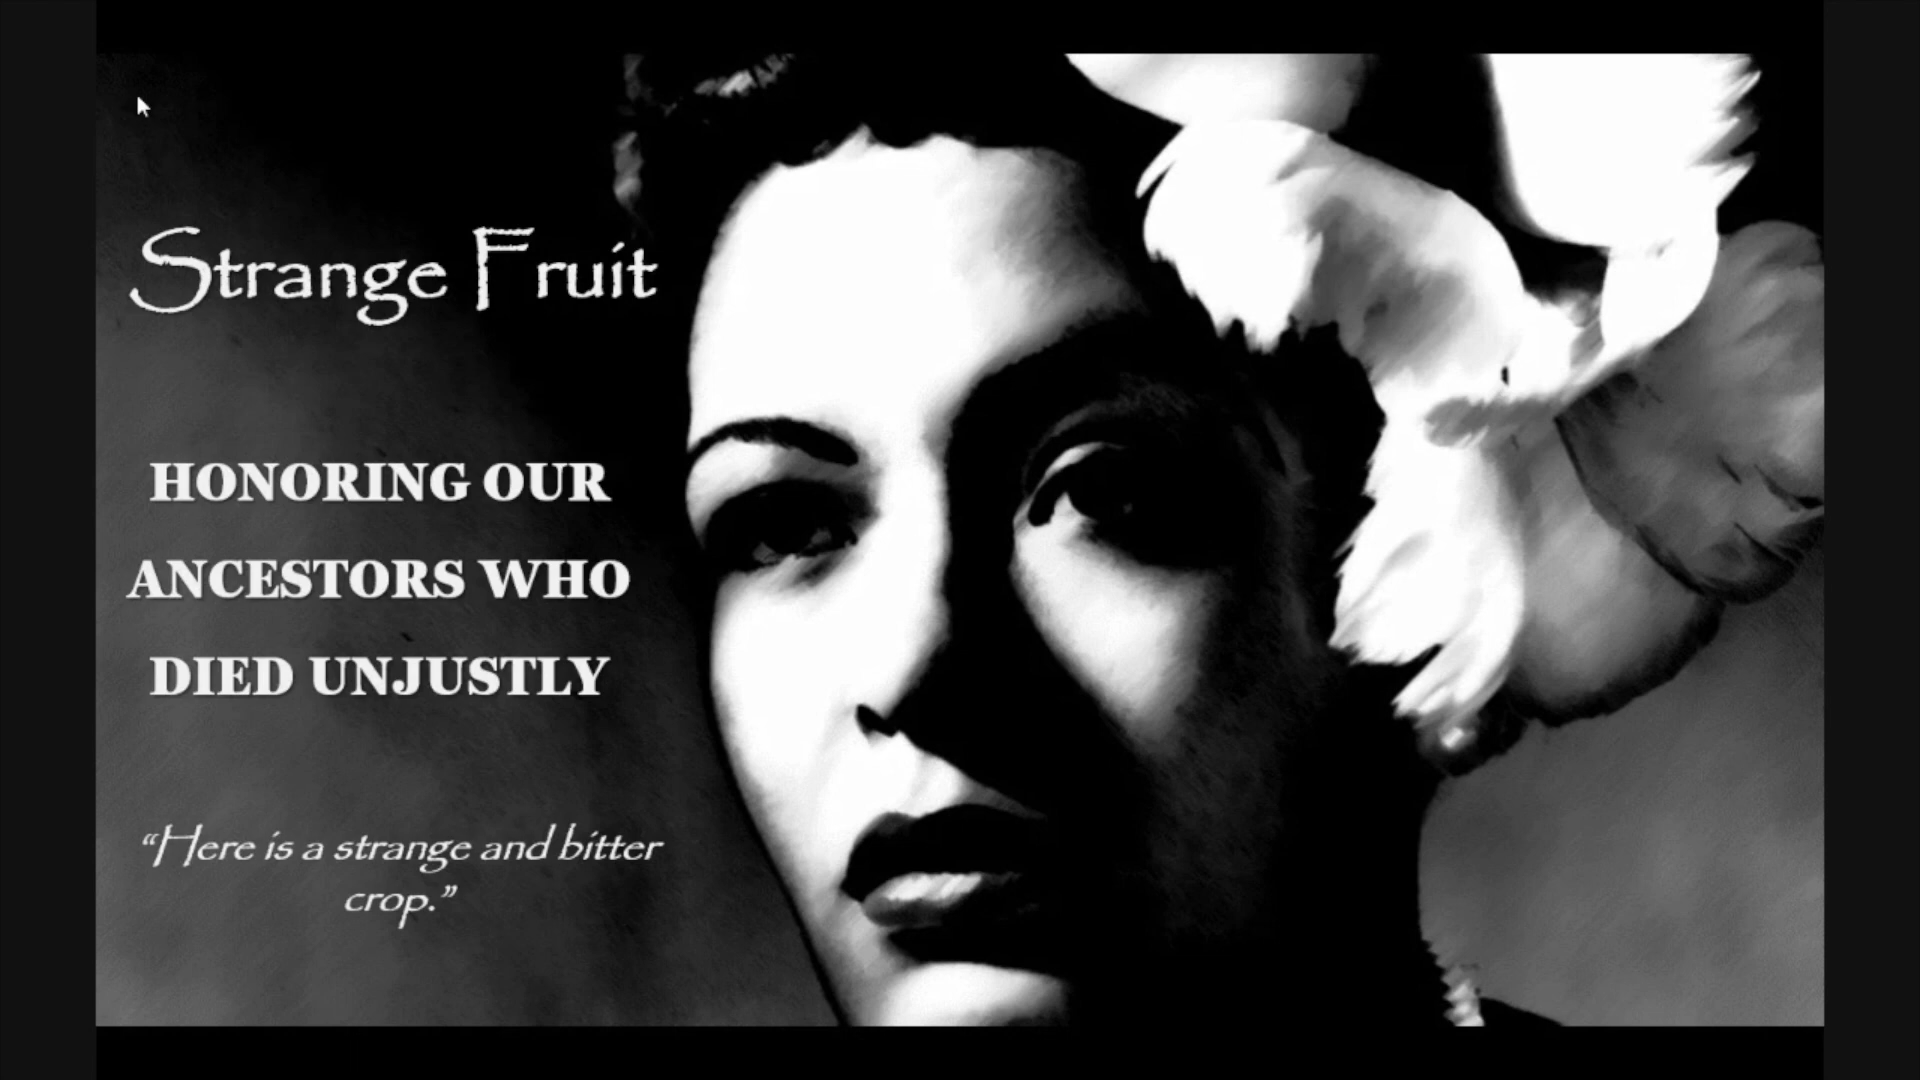 Strange Fruit
HONORING OUR
ANCESTORS WHO
DIED UNJUSTLY
“Here is a strange and bitter
crop.”